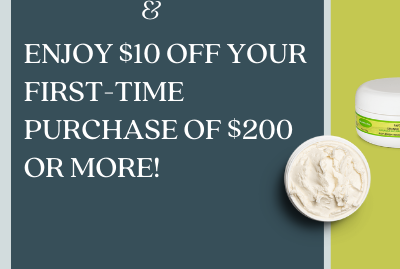 &
ENJOY $10 OFF YOUR
FIRST-TIME
PURCHASE OF $200
OR MORE!